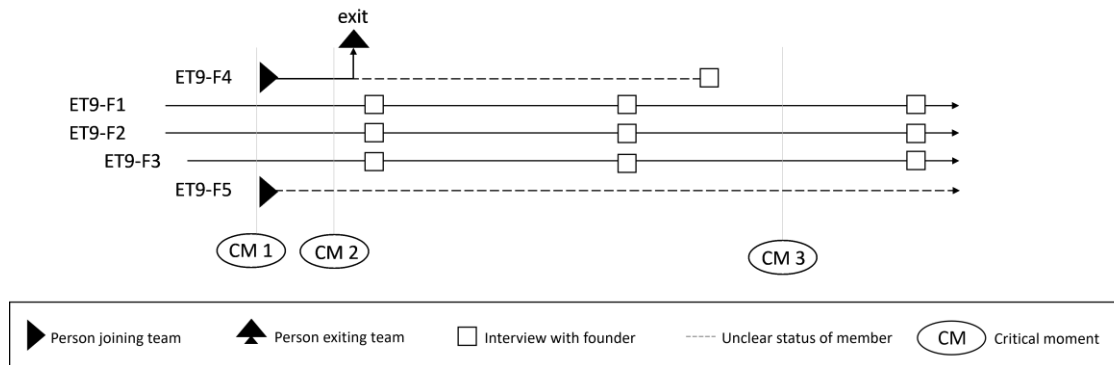 exit
ET9-F4
ET9-F1
ET9-F2
ET9-F3
ET9-F5
CM 1 CM 2 CM 3
Person joining team Person exiting team Interview with founder Unclear status of member CM Critical moment